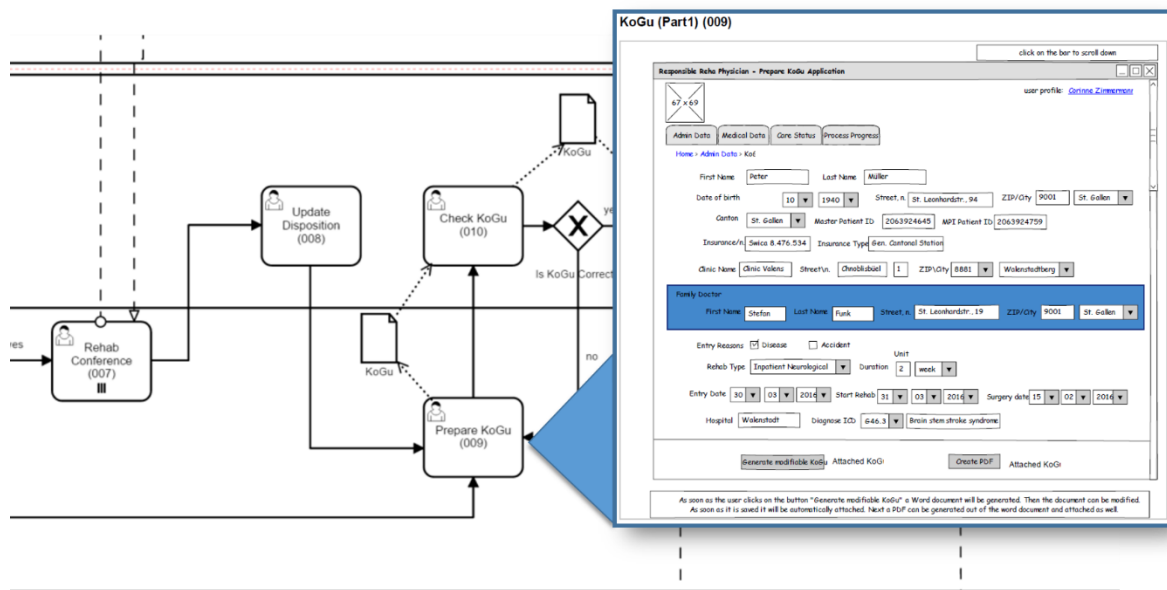 KoGu (Part1) (009)
click on the bar to scroll down
Responsible Reha Physician - Prepare KoGu Application
67 x 69
user profile: Corinne Zimmermann
Admin Data Medical Data Care Status Process Progress
Home > Admin Data > KoG
First Name Peter Last Name Müller
Date of birth 10 1940 Street, n. St. Leonhardstr., 94 ZIP/City 9001 St. Gallen
Canton St. Gallen Master Patient ID 2063924645 MPI Patient ID 2063924759
Insurance/n. Swica 8.476.534 Insurance Type Gen. Cantonal Station
Clinic Name Clinic Valens Street\n. Chnoblisbüel 1 ZIP\City 8881 Walenstadtberg
Family Doctor
First Name Stefan Last Name Funk Street, n. St. Leonhardstr., 19 ZIP/City 9001 St. Gallen
Entry Reasons Disease Accident
Unit
Rehab Type Inpatient Neurological Duration 2 week
Entry Date 30 03 2016 Start Rehab 31 03 2016 Surgery date 15 02 2016
Hospital Walenstadt Diagnose ICD G46.3 Brain stem stroke syndrome
Generate modifiable KoGu Attached KoGu Create PDF Attached KoGu
As soon as the user clicks on the button "Generate modifiable KoGu" a Word document will be generated. Then the document can be modified.
As soon as it is saved it will be automatically attached. Next a PDF can be generated out of the word document and attached as well.
KoGu
Update
Disposition
(008)
Check KoGu
(010)
X
ye
Is KoGu Correct
Rehab
Conference
(007)
yes
KoGu
no
Prepare KoGu
(009)